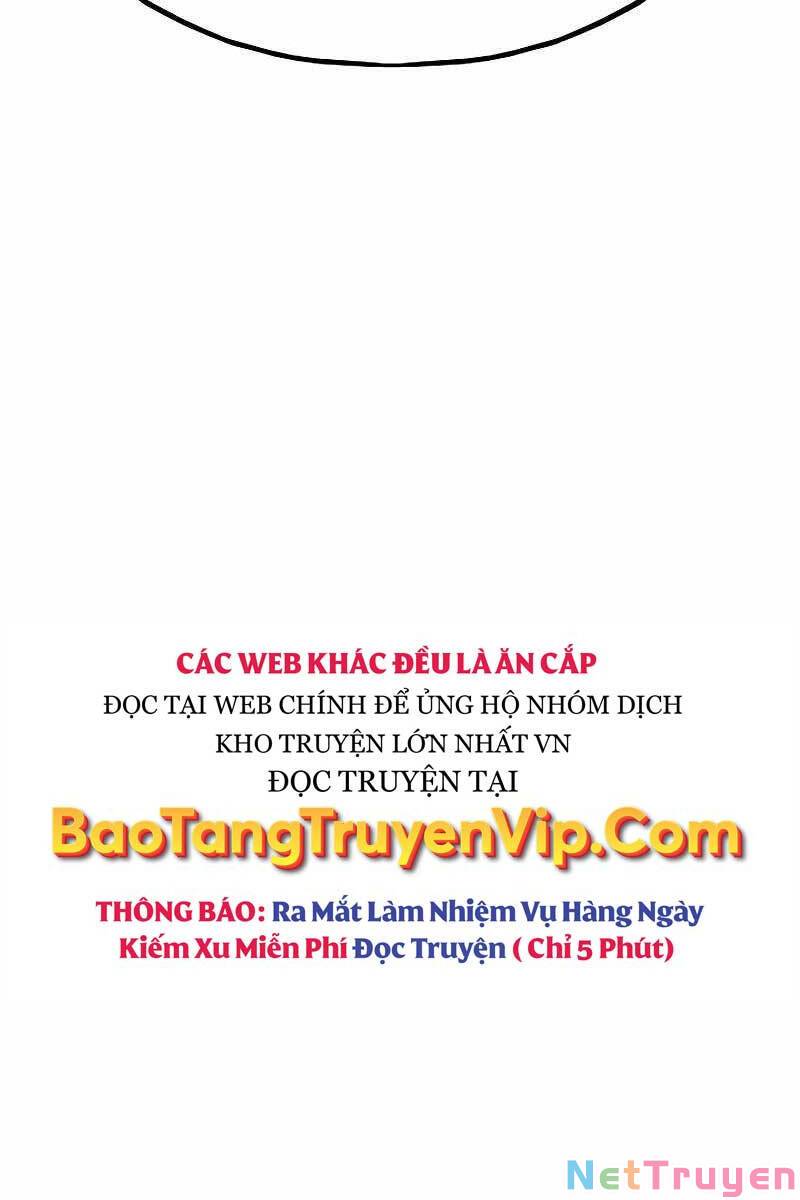 CÁC WEB KHÁC ĐỀU LÀ ĂN CẮP
ĐỌC TẠI WEB CHÍNH ĐỂ ỦNG HỘ NHÓM DỊCH
KHO TRUYỆN LỚN NHẤT VN
ĐỌC TRUYỆN TẠI
BaoTangTruyenVip.Com
THÔNG BÁO: Ra Mắt Làm Nhiệm Vụ Hàng Ngày
Kiếm Xu Miễn Phí Đọc Truyện ( Chỉ 5 Phút)
NetTruyen